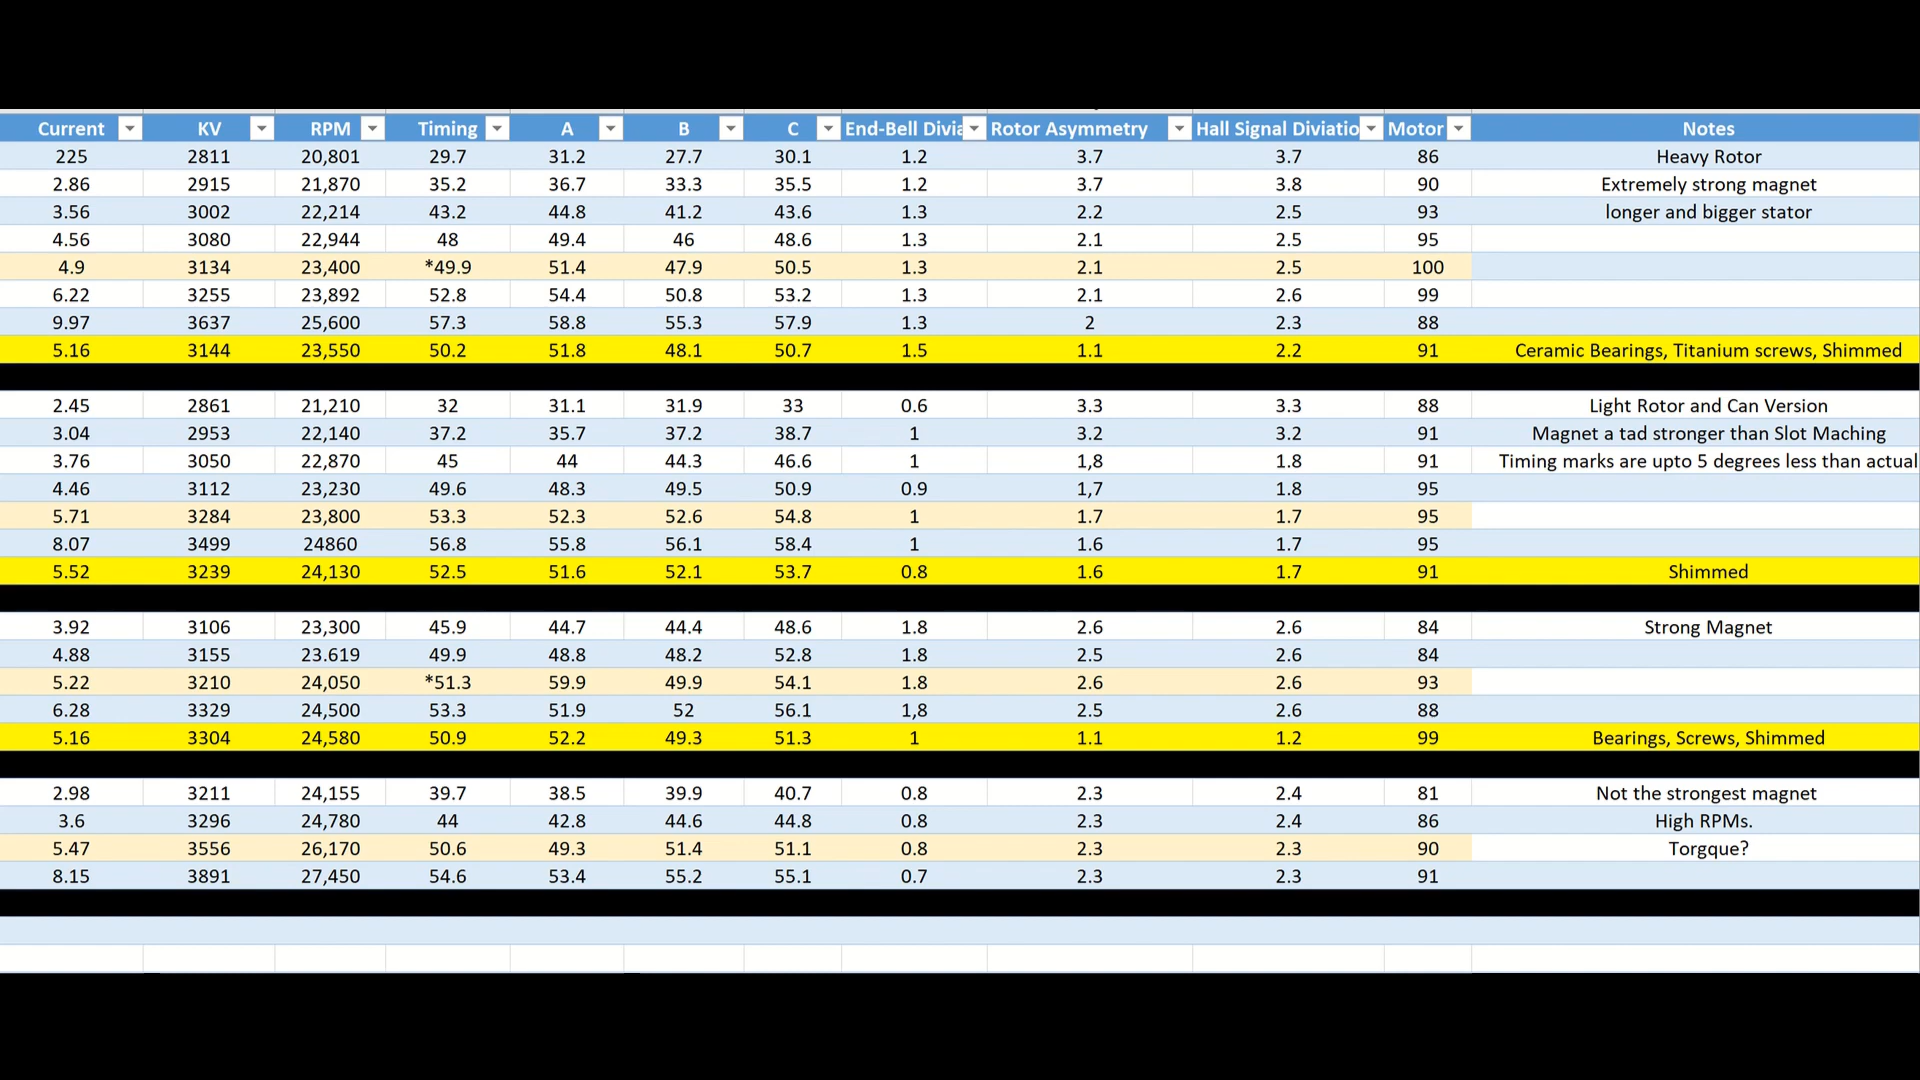 Current KV RPM Timing A B C End-Bell Divia Rotor Asymmetry Hall Signal Diviatio Motor Notes
225 2811 20,801 29.7 31.2 27.7 30.1 1.2 3.7 3.7 86 Heavy Rotor
2.86 2915 21,870 35.2 36.7 33.3 35.5 1.2 3.7 3.8 90 Extremely strong magnet
3.56 3002 22,214 43.2 44.8 41.2 43.6 1.3 2.2 2.5 93 longer and bigger stator
4.56 3080 22,944 48 49.4 46 48.6 1.3 2.1 2.5 95
4.9 3134 23,400 *49.9 51.4 47.9 50.5 1.3 2.1 2.5 100
6.22 3255 23,892 52.8 54.4 50.8 53.2 1.3 2.1 2.6 99
9.97 3637 25,600 57.3 58.8 55.3 57.9 1.3 2 2.3 88
5.16 3144 23,550 50.2 51.8 48.1 50.7 1.5 1.1 2.2 91 Ceramic Bearings, Titanium screws, Shimmed
2.45 2861 21,210 32 31.1 31.9 33 0.6 3.3 3.3 88 Light Rotor and Can Version
3.04 2953 22,140 37.2 35.7 37.2 38.7 1 3.2 3.2 91 Magnet a tad stronger than Slot Maching
3.76 3050 22,870 45 44 44.3 46.6 1 1,8 1.8 91 Timing marks are upto 5 degrees less than actual
4.46 3112 23,230 49.6 48.3 49.5 50.9 0.9 1,7 1.8 95
5.71 3284 23,800 53.3 52.3 52.6 54.8 1 1.7 1.7 95
8.07 3499 24860 56.8 55.8 56.1 58.4 1 1.6 1.7 95
5.52 3239 24,130 52.5 51.6 52.1 53.7 0.8 1.6 1.7 91 Shimmed
3.92 3106 23,300 45.9 44.7 44.4 48.6 1.8 2.6 2.6 84 Strong Magnet
4.88 3155 23.619 49.9 48.8 48.2 52.8 1.8 2.5 2.6 84
5.22 3210 24,050 *51.3 59.9 49.9 54.1 1.8 2.6 2.6 93
6.28 3329 24,500 53.3 51.9 52 56.1 1,8 2.5 2.6 88
5.16 3304 24,580 50.9 52.2 49.3 51.3 1 1.1 1.2 99 Bearings, Screws, Shimmed
2.98 3211 24,155 39.7 38.5 39.9 40.7 0.8 2.3 2.4 81 Not the strongest magnet
3.6 3296 24,780 44 42.8 44.6 44.8 0.8 2.3 2.4 86 High RPMs.
5.47 3556 26,170 50.6 49.3 51.4 51.1 0.8 2.3 2.3 90 Torgque?
8.15 3891 27,450 54.6 53.4 55.2 55.1 0.7 2.3 2.3 91